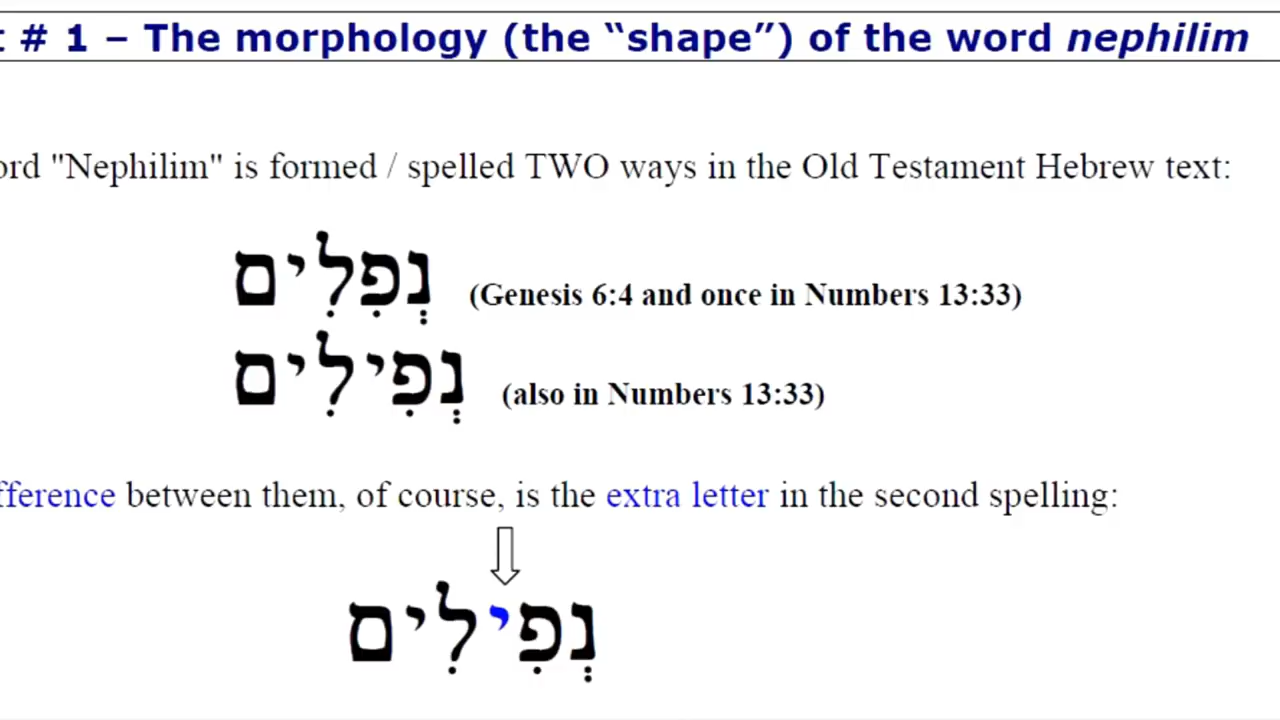 # 1 – The morphology (the “shape”) of the word nephilim
"Nephilim" is formed / spelled TWO ways in the Old Testament Hebrew text:
נְפִלִים (Genesis 6:4 and once in Numbers 13:33)
נְפִילִים (also in Numbers 13:33)
between them, of course, is the extra letter in the second spelling:
נְפִילִים